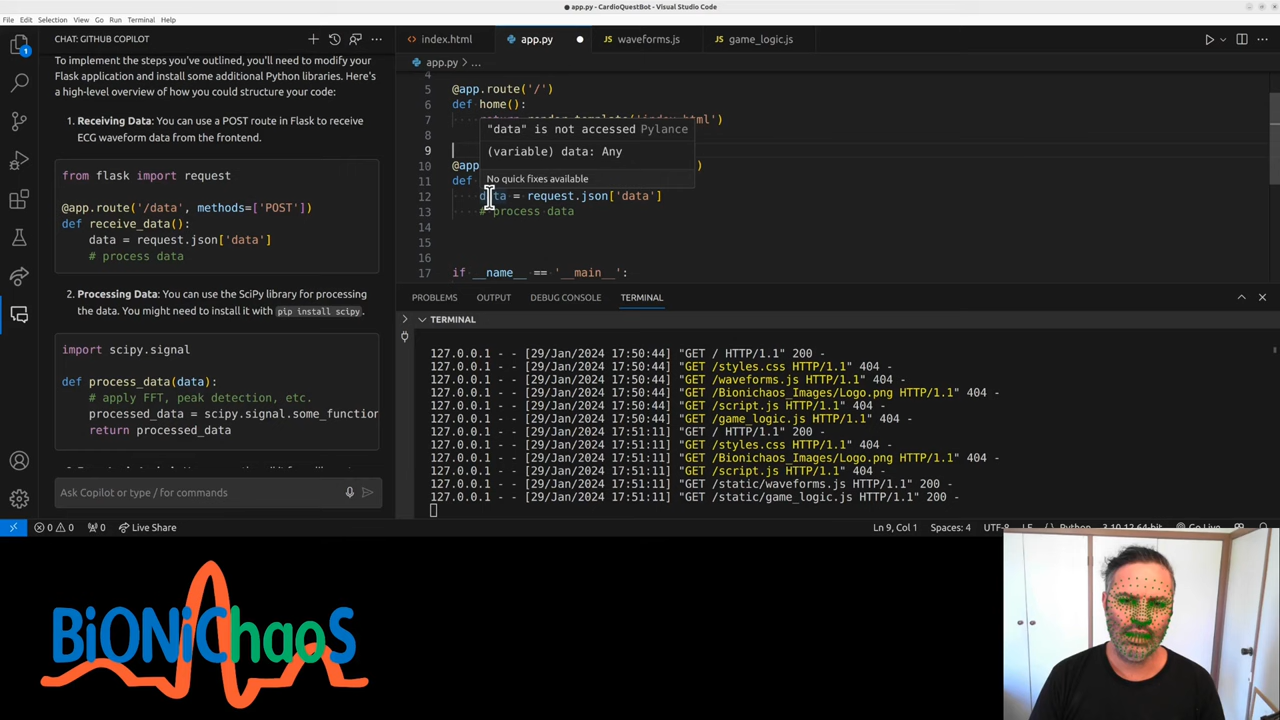 ● app.py - CardioQuestBot - Visual Studio Code
File Edit Selection View Go Run Terminal Help
CHAT: GITHUB COPILOT
To implement the steps you've outlined, you'll need to modify your
Flask application and install some additional Python libraries. Here's
a high-level overview of how you could structure your code:
1. Receiving Data: You can use a POST route in Flask to receive
ECG waveform data from the frontend.
from flask import request
@app.route('/data', methods=['POST'])
def receive_data():
data = request.json['data']
# process data
2. Processing Data: You can use the SciPy library for processing
the data. You might need to install it with pip install scipy.
import scipy.signal
def process_data(data):
# apply FFT, peak detection, etc.
processed_data = scipy.signal.some_function
return processed_data
Ask Copilot or type / for commands
index.html
app.py
waveforms.js
game_logic.js
app.py > ...
4
5 @app.route('/')
6 def home():
7
8
9
10 @app )
11 def
12 data = request.json['data']
13 # process data
14
15
16
17 if __name__ == '__main__':
"data" is not accessed Pylance
(variable) data: Any
No quick fixes available
PROBLEMS OUTPUT DEBUG CONSOLE TERMINAL
TERMINAL
127.0.0.1 - - [29/Jan/2024 17:50:44] "GET / HTTP/1.1" 200 -
127.0.0.1 - - [29/Jan/2024 17:50:44] "GET /styles.css HTTP/1.1" 404 -
127.0.0.1 - - [29/Jan/2024 17:50:44] "GET /waveforms.js HTTP/1.1" 404 -
127.0.0.1 - - [29/Jan/2024 17:50:44] "GET /Bionichaos_Images/Logo.png HTTP/1.1" 404 -
127.0.0.1 - - [29/Jan/2024 17:50:44] "GET /script.js HTTP/1.1" 404 -
127.0.0.1 - - [29/Jan/2024 17:50:44] "GET /game_logic.js HTTP/1.1" 404 -
127.0.0.1 - - [29/Jan/2024 17:51:11] "GET / HTTP/1.1" 200 -
127.0.0.1 - - [29/Jan/2024 17:51:11] "GET /styles.css HTTP/1.1" 404 -
127.0.0.1 - - [29/Jan/2024 17:51:11] "GET /Bionichaos_Images/Logo.png HTTP/1.1" 404 -
127.0.0.1 - - [29/Jan/2024 17:51:11] "GET /script.js HTTP/1.1" 404 -
127.0.0.1 - - [29/Jan/2024 17:51:11] "GET /static/waveforms.js HTTP/1.1" 200 -
127.0.0.1 - - [29/Jan/2024 17:51:11] "GET /static/game_logic.js HTTP/1.1" 200 -
0 0 0 Live Share Ln 9, Col 1 Spaces: 4 UTF-8 LF Python 3.10.12 64-bit Go Live
BiONiChaoS